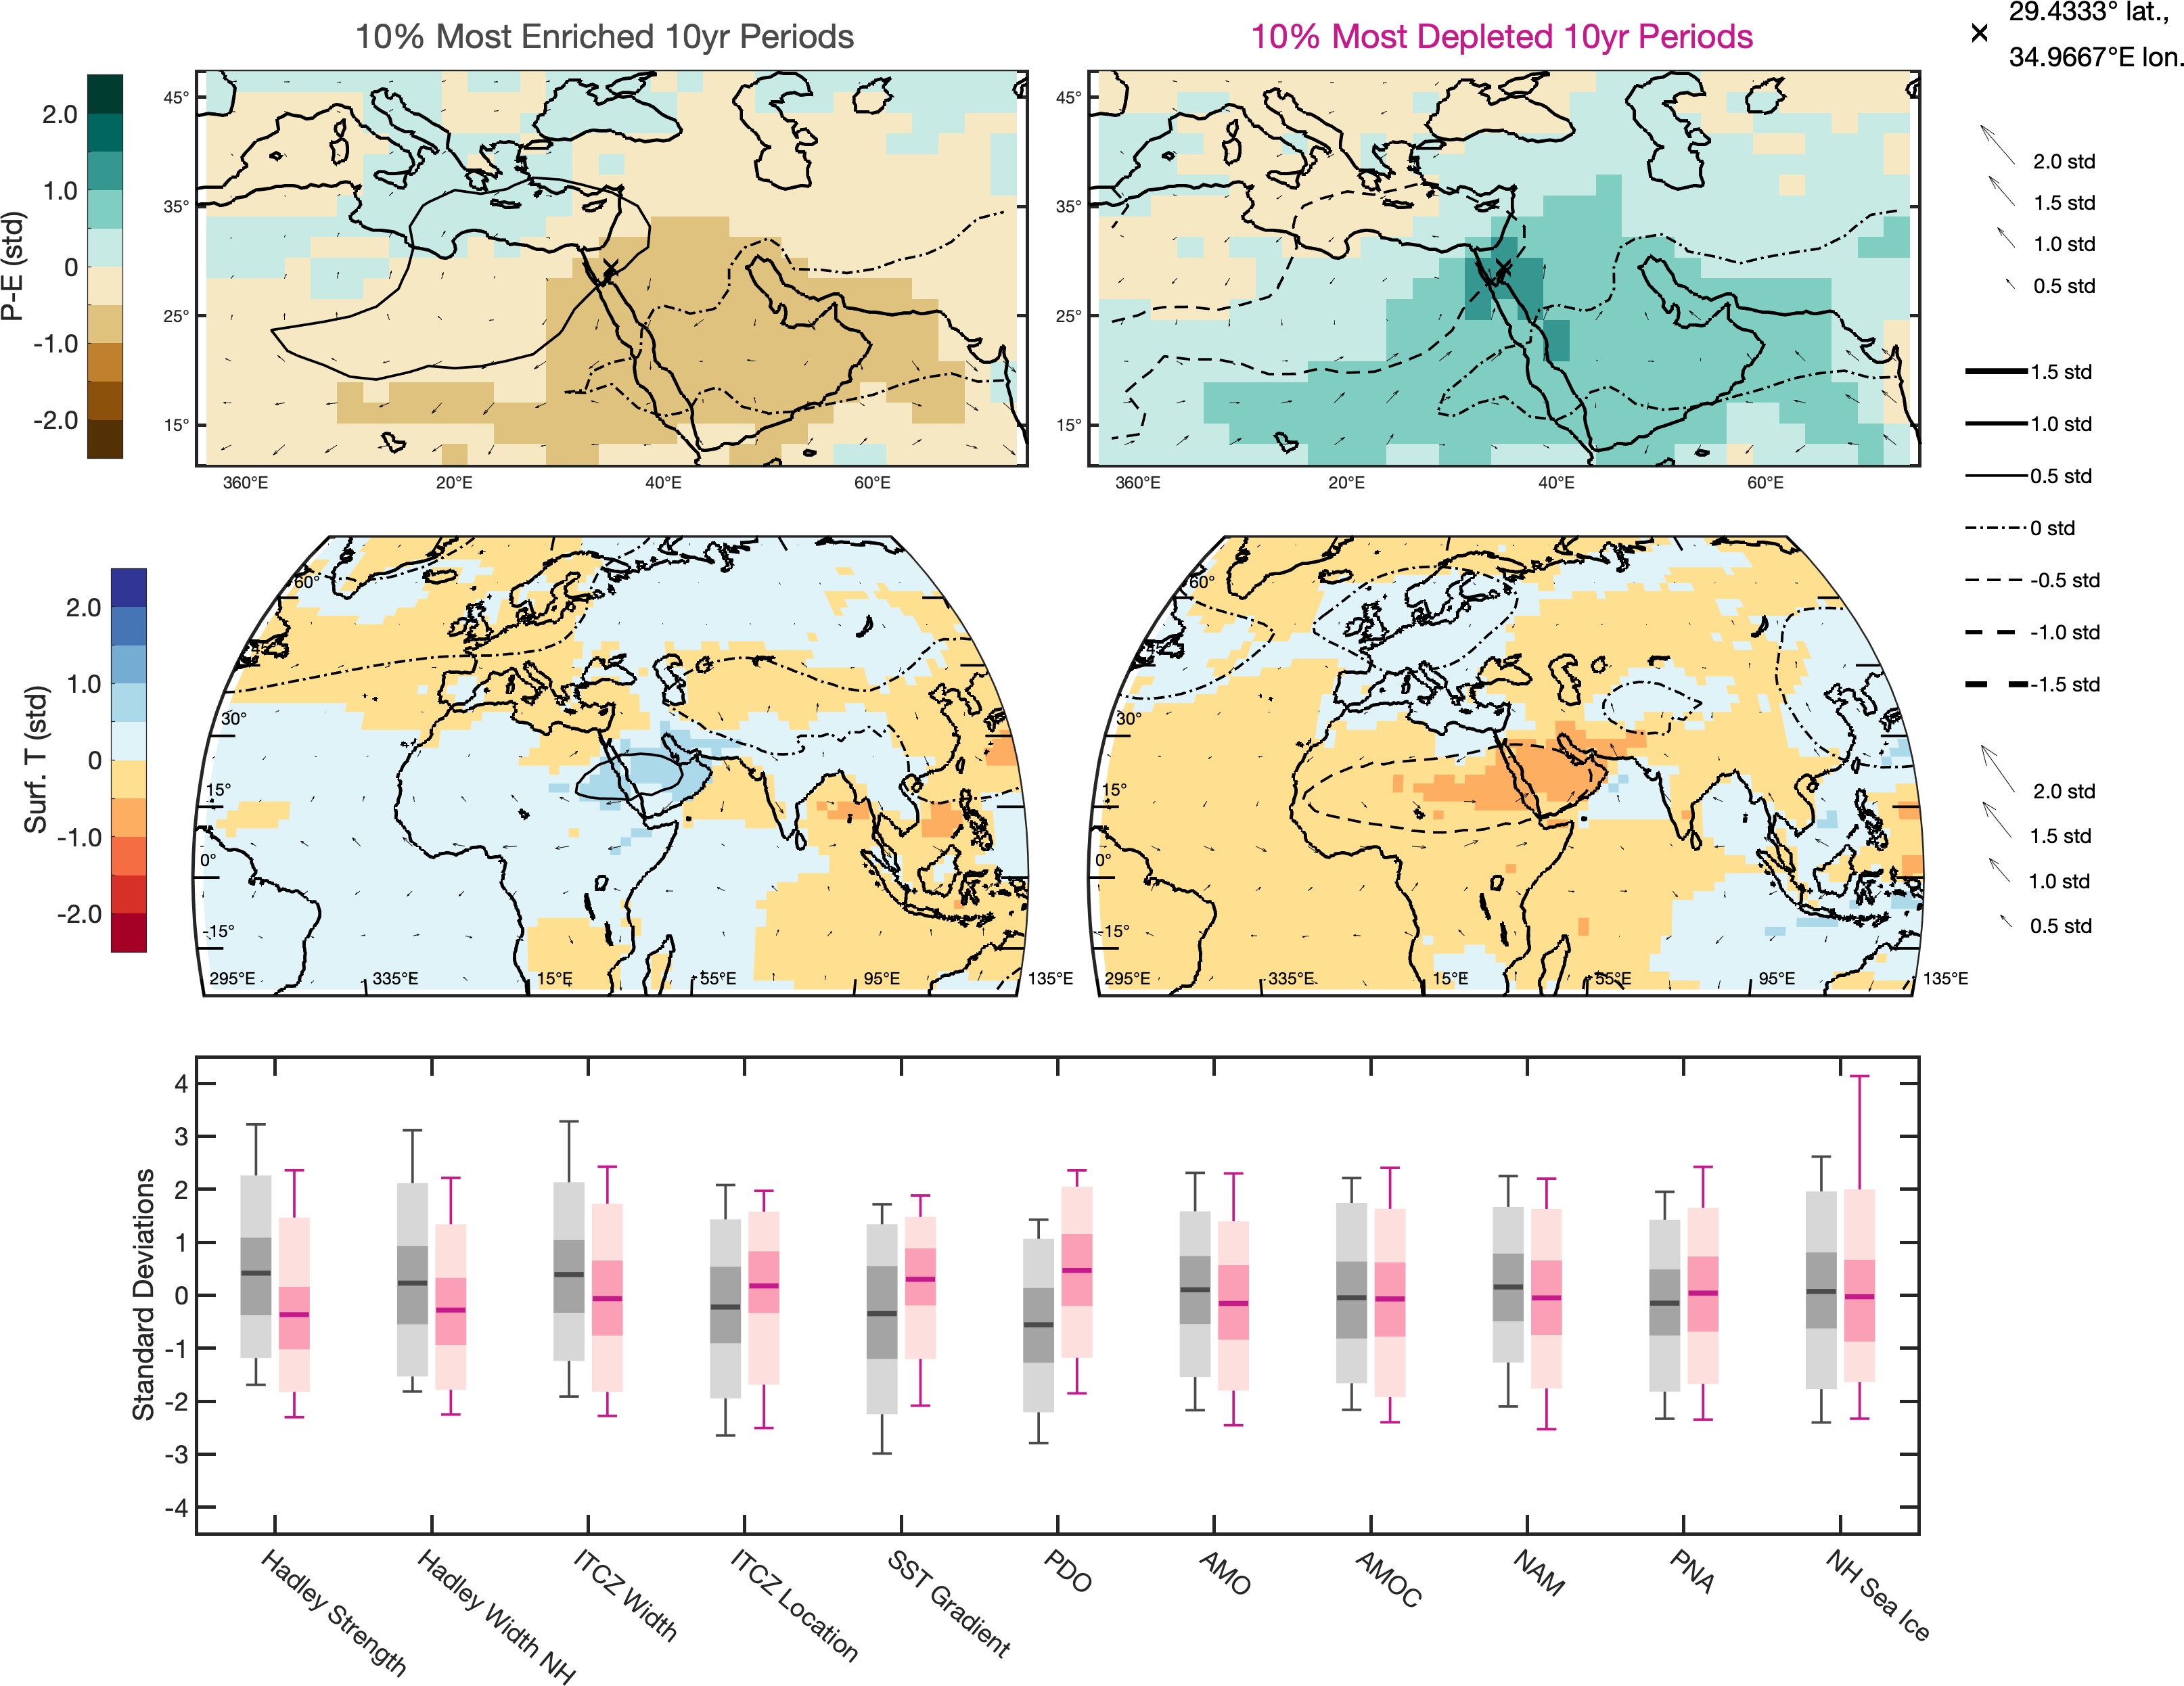 10% Most Enriched 10yr Periods
10% Most Depleted 10yr Periods
29.4333° lat.,
34.9667°E lon.
P-E (std)
2.0
1.0
0
-1.0
-2.0
45°
35°
25°
15°
360°E
20°E
40°E
60°E
45°
35°
25°
15°
360°E
20°E
40°E
60°E
2.0 std
1.5 std
1.0 std
0.5 std
1.5 std
1.0 std
0.5 std
0 std
-0.5 std
-1.0 std
-1.5 std
2.0 std
1.5 std
1.0 std
0.5 std
Surf. T (std)
2.0
1.0
0
-1.0
-2.0
60°
45°
30°
15°
0°
-15°
295°E
335°E
15°E
55°E
95°E
135°E
60°
45°
30°
15°
0°
-15°
295°E
335°E
15°E
55°E
95°E
135°E
Standard Deviations
4
3
2
1
0
-1
-2
-3
-4
Hadley Strength
Hadley Width NH
ITCZ Width
ITCZ Location
SST Gradient
PDO
AMO
AMOC
NAM
PNA
NH Sea Ice